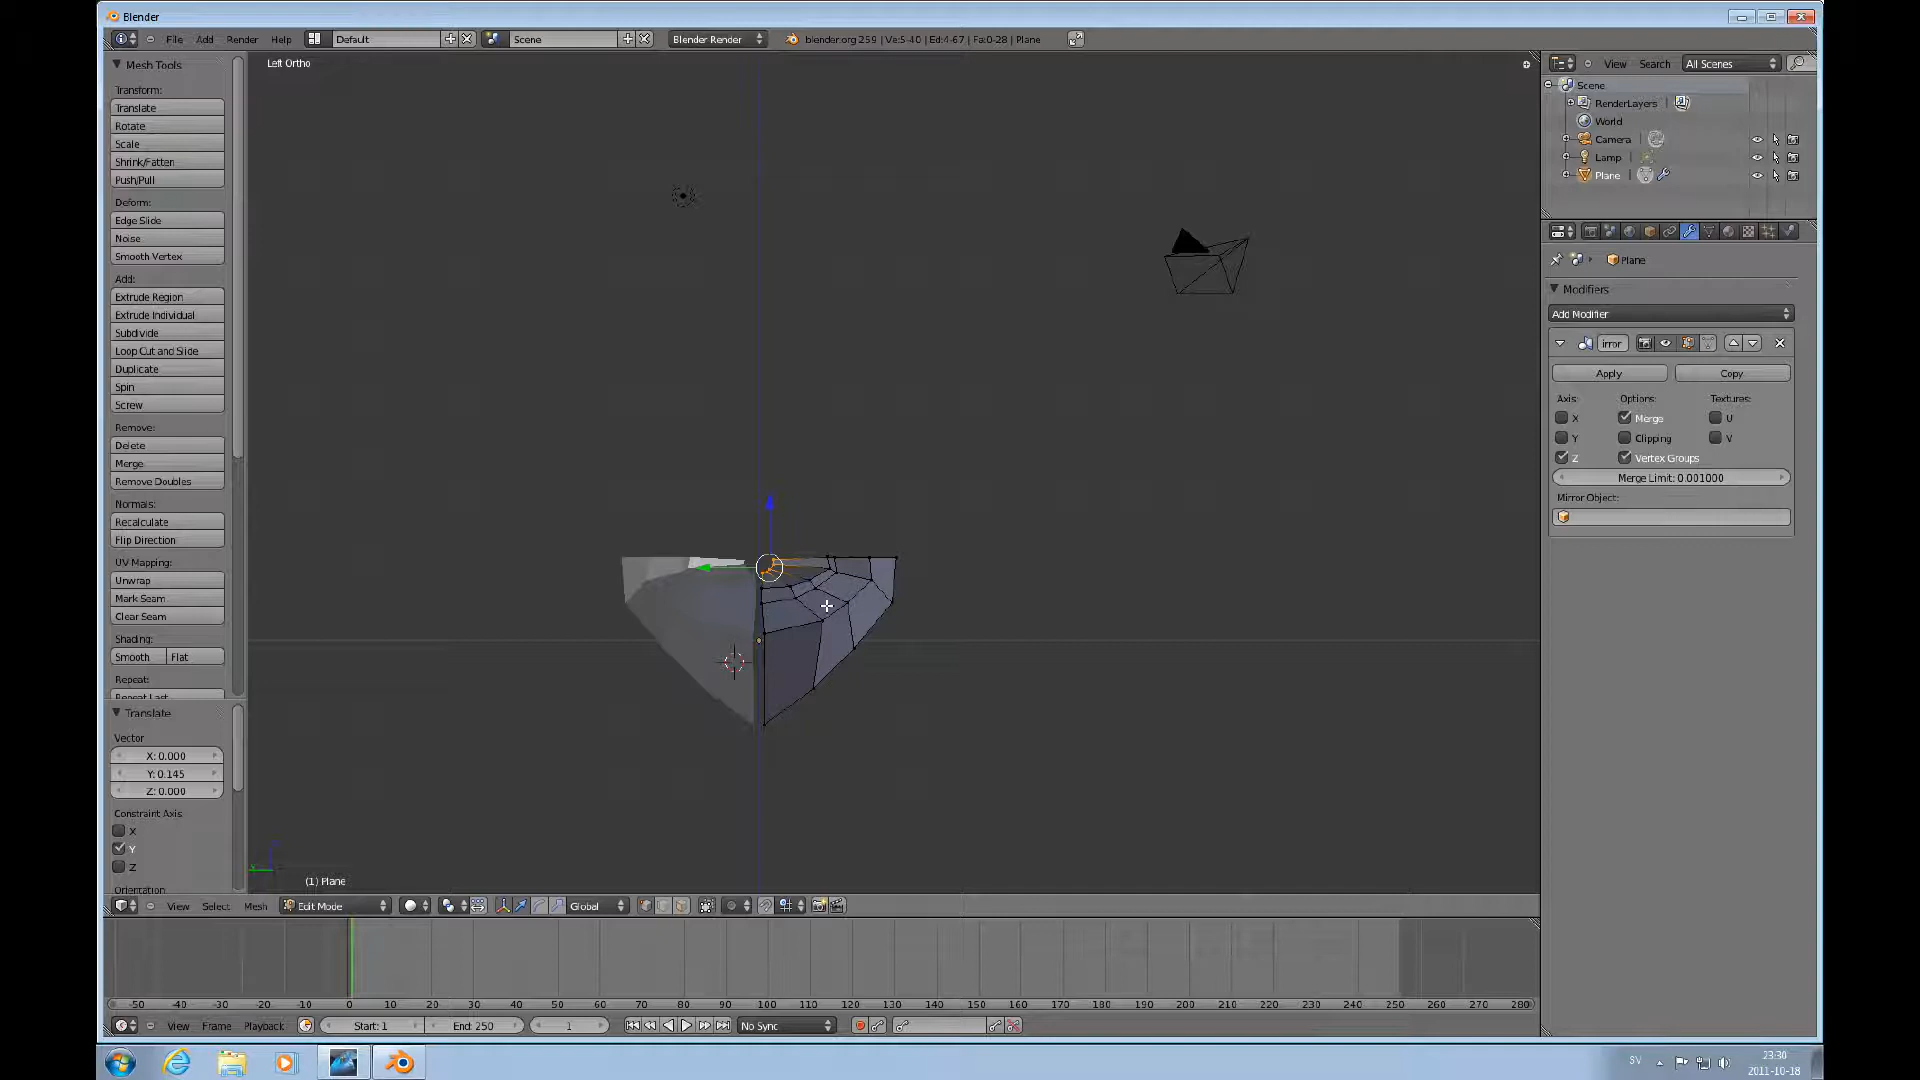 Blender
File Add Render Help Default Scene Blender Render blender.org 259 | Ve:5-40 | Ed:4-67 | Fa:0-28 | Plane
Mesh Tools
Transform:
Translate
Rotate
Scale
Shrink/Fatten
Push/Pull
Deform:
Edge Slide
Noise
Smooth Vertex
Add:
Extrude Region
Extrude Individual
Subdivide
Loop Cut and Slide
Duplicate
Spin
Screw
Remove:
Delete
Merge
Remove Doubles
Normals:
Recalculate
Flip Direction
UV Mapping:
Unwrap
Mark Seam
Clear Seam
Shading:
Smooth Flat
Repeat:
Repeat Last
Translate
Vector
X: 0.000
Y: 0.145
Z: 0.000
Constraint Axis
X
Y
Z
Orientation
Left Ortho
(1) Plane
View Select Mesh Edit Mode Global
-50 -40 -30 -20 -10 0 10 20 30 40 50 60 70 80 90 100 110 120 130 140 150 160 170 180 190 200 210 220 230 240 250 260 270 280
View Frame Playback Start: 1 End: 250 1 No Sync
View Search All Scenes
Scene
RenderLayers
World
Camera
Lamp
Plane
Plane
Modifiers
Add Modifier
irror
Apply Copy
Axis: Options: Textures:
X Merge U
Y Clipping V
Z Vertex Groups
Merge Limit: 0.001000
Mirror Object:
SV 23:30
2011-10-18